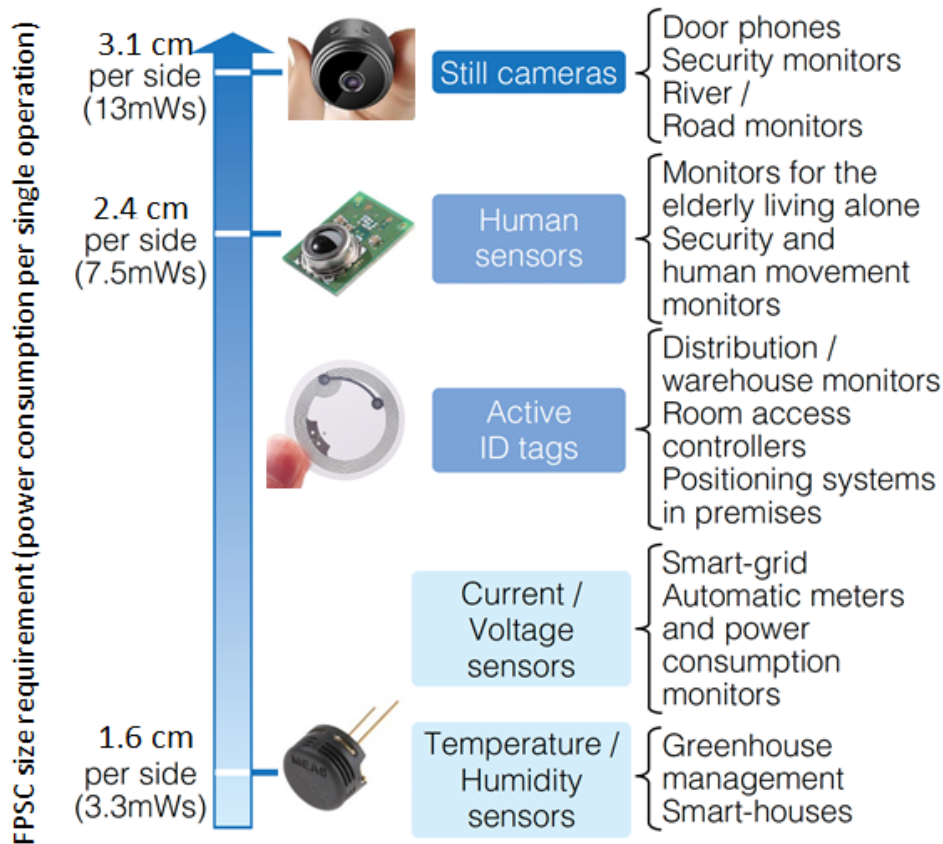 FPSC size requirement (power consumption per single operation)
3.1 cm
per side
(13mWs)
Still cameras
Door phones
Security monitors
River /
Road monitors
2.4 cm
per side
(7.5mWs)
Human
sensors
Monitors for the
elderly living alone
Security and
human movement
monitors
Active
ID tags
Distribution /
warehouse monitors
Room access
controllers
Positioning systems
in premises
Current /
Voltage
sensors
Smart-grid
Automatic meters
and power
consumption
monitors
1.6 cm
per side
(3.3mWs)
MEAS
Temperature /
Humidity
sensors
Greenhouse
management
Smart-houses